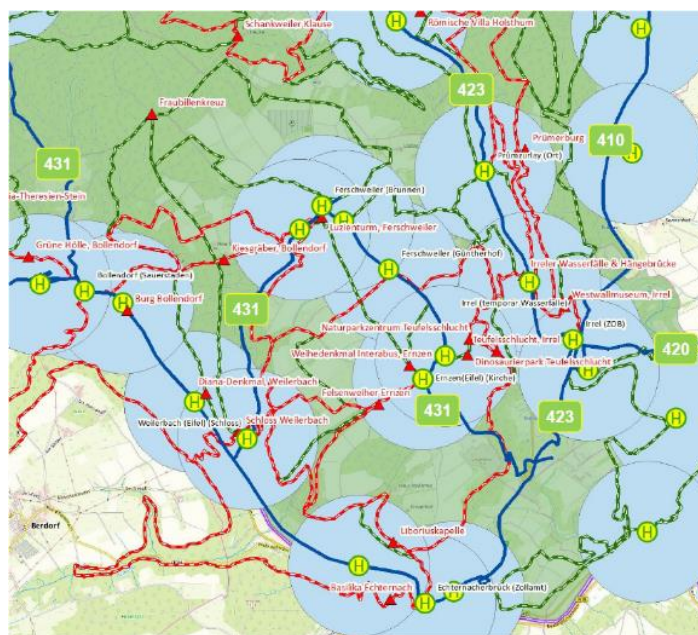 Schankweiler Klause
Römische Villa Holsthum
423
Fraubillenkreuz
Prümerburg
410
431
Prümzurlay (Ort)
Ferschweiler (Brunnen)
ia-Theresien-Stein
Luzienturm, Ferschweiler
Grüne Hölle, Bollendorf
Kiesgräber, Bollendorf
Ferschweiler (Güntherhof)
Irreler Wasserfälle & Hängebrücke
Bollendorf (Sauerstaden)
Burg Bollendorf
431
Irrel (temporär Wasserfälle)
Westwallmuseum, Irrel
Naturparkzentrum Teufelsschlucht
Irrel (ZOB)
Teufelsschlucht, Irrel
Weihedenkmal Interabus, Ernzen
420
Dinosaurierpark Teufelsschlucht
Ernzen(Eifel) (Kirche)
Diana-Denkmal, Weilerbach
Felsenweiher Ernzen
431
423
Weilerbach (Eifel) (Schloss)
Schloss Weilerbach
Berdorf
Liboriuskapelle
Basilika Echternach
Echternacherbrück (Zollamt)
H